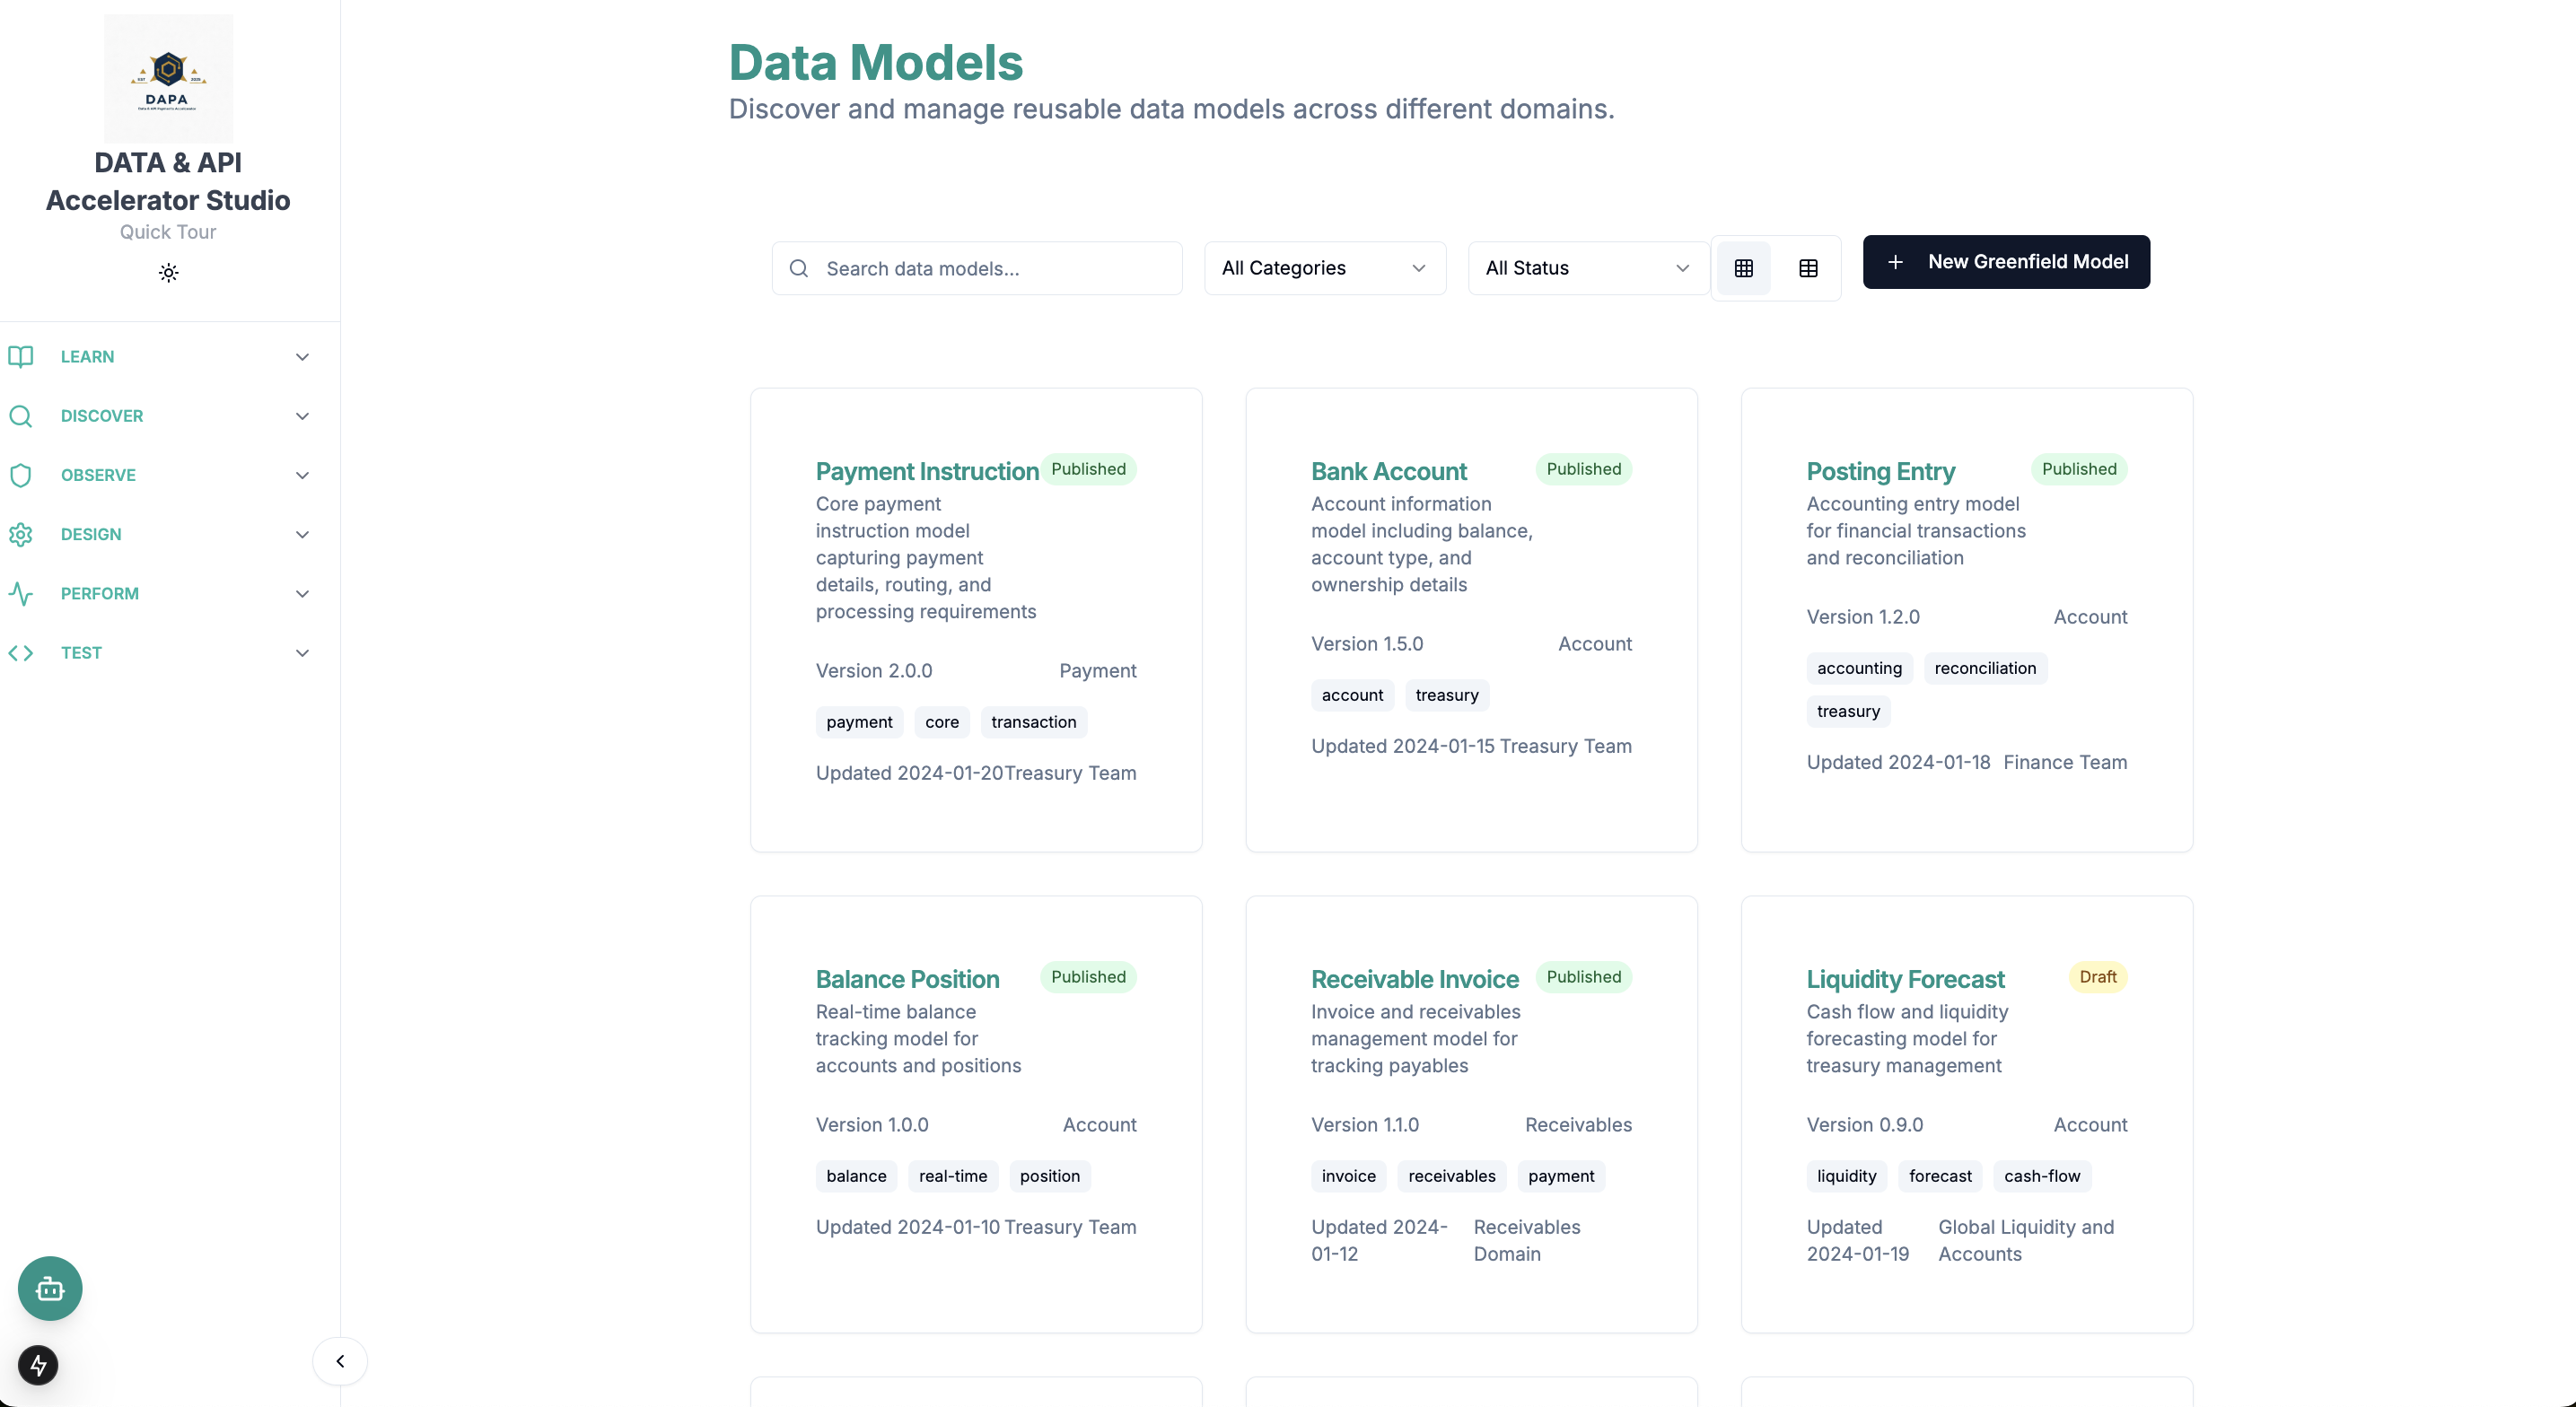 DAPA
DATA & API
Accelerator Studio
Quick Tour
LEARN
DISCOVER
OBSERVE
DESIGN
PERFORM
TEST
Data Models
Discover and manage reusable data models across different domains.
Search data models...
All Categories
All Status
New Greenfield Model
Payment Instruction
Published
Core payment
instruction model
capturing payment
details, routing, and
processing requirements
Version 2.0.0
Payment
payment
core
transaction
Updated 2024-01-20
Treasury Team
Bank Account
Published
Account information
model including balance,
account type, and
ownership details
Version 1.5.0
Account
account
treasury
Updated 2024-01-15
Treasury Team
Posting Entry
Published
Accounting entry model
for financial transactions
and reconciliation
Version 1.2.0
Account
accounting
reconciliation
treasury
Updated 2024-01-18
Finance Team
Balance Position
Published
Real-time balance
tracking model for
accounts and positions
Version 1.0.0
Account
balance
real-time
position
Updated 2024-01-10
Treasury Team
Receivable Invoice
Published
Invoice and receivables
management model for
tracking payables
Version 1.1.0
Receivables
invoice
receivables
payment
Updated 2024-
01-12
Receivables
Domain
Liquidity Forecast
Draft
Cash flow and liquidity
forecasting model for
treasury management
Version 0.9.0
Account
liquidity
forecast
cash-flow
Updated
2024-01-19
Global Liquidity and
Accounts